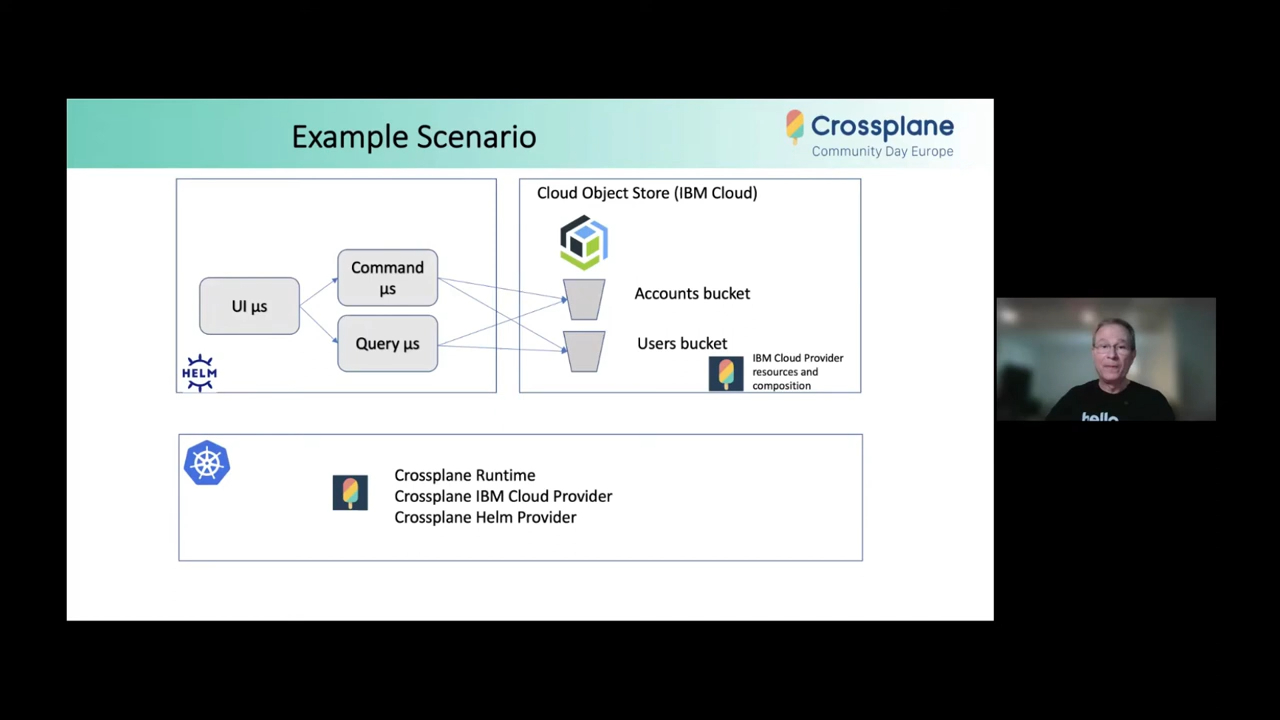 Example Scenario
Crossplane
Community Day Europe
UI µs
Command
µs
Query µs
HELM
Cloud Object Store (IBM Cloud)
Accounts bucket
Users bucket
IBM Cloud Provider
resources and
composition
Crossplane Runtime
Crossplane IBM Cloud Provider
Crossplane Helm Provider
hello